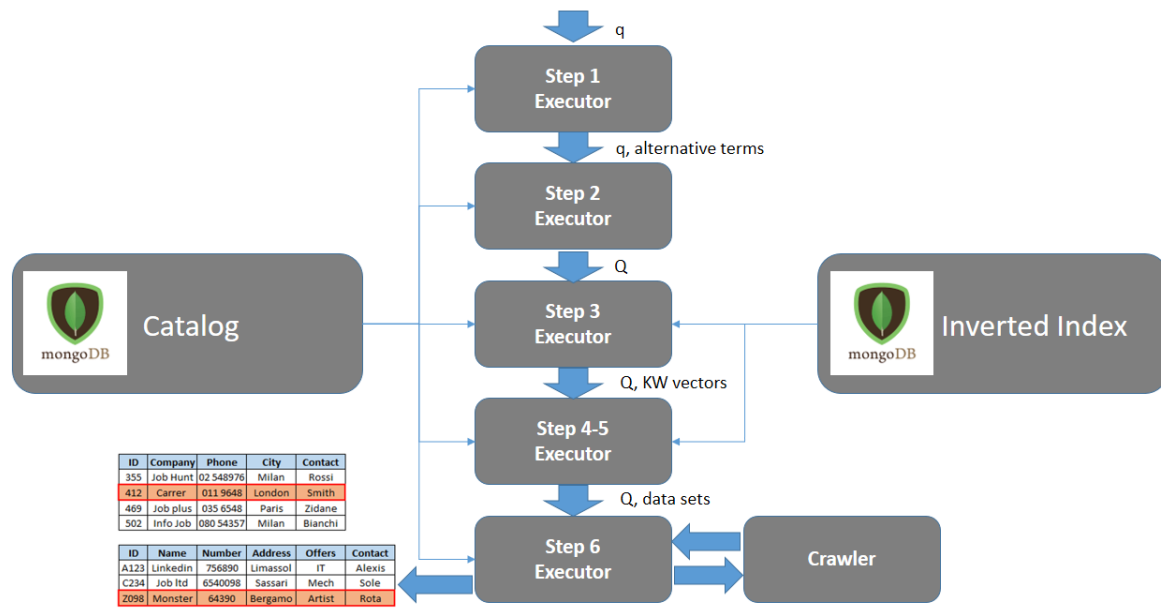 q
Step 1
Executor
q, alternative terms
Step 2
Executor
Q
mongoDB
Catalog
Step 3
Executor
mongoDB
Inverted Index
Q, KW vectors
Step 4-5
Executor
Q, data sets
ID Company Phone City Contact
355 Job Hunt 02 548976 Milan Rossi
412 Carrer 011 9648 London Smith
469 Job plus 035 6548 Paris Zidane
502 Info Job 080 54357 Milan Bianchi
Step 6
Executor
Crawler
ID Name Number Address Offers Contact
A123 Linkedin 756890 Limassol IT Alexis
C234 Job ltd 6540098 Sassari Mech Sole
Z098 Monster 64390 Bergamo Artist Rota